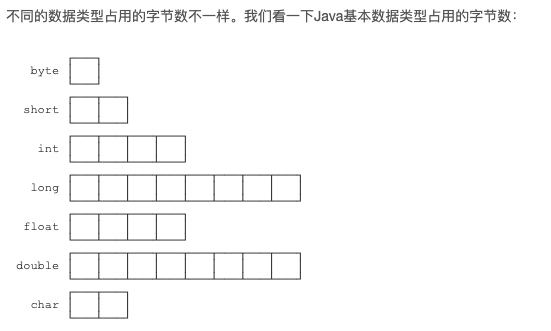 不同的数据类型占用的字节数不一样。我们看一下Java基本数据类型占用的字节数：
byte
short
int
long
float
double
char